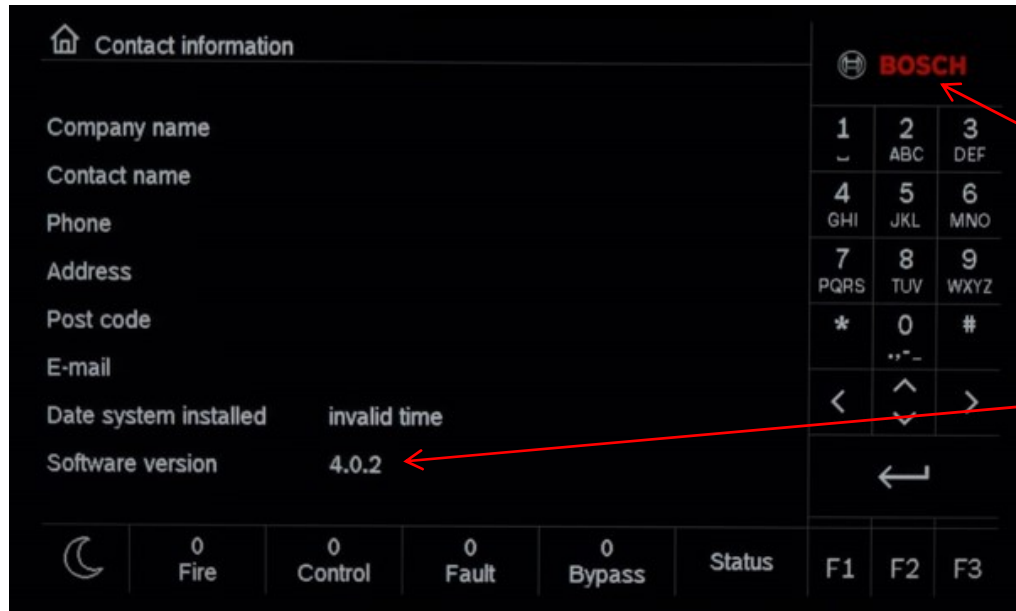 Contact information
BOSCH
Company name
Contact name
Phone
Address
Post code
E-mail
Date system installed invalid time
Software version 4.0.2
1 2 3
␣ ABC DEF
4 5 6
GHI JKL MNO
7 8 9
PQRS TUV WXYZ
* 0 #
.,-_
< >
0 0 0 0
Fire Control Fault Bypass Status F1 F2 F3